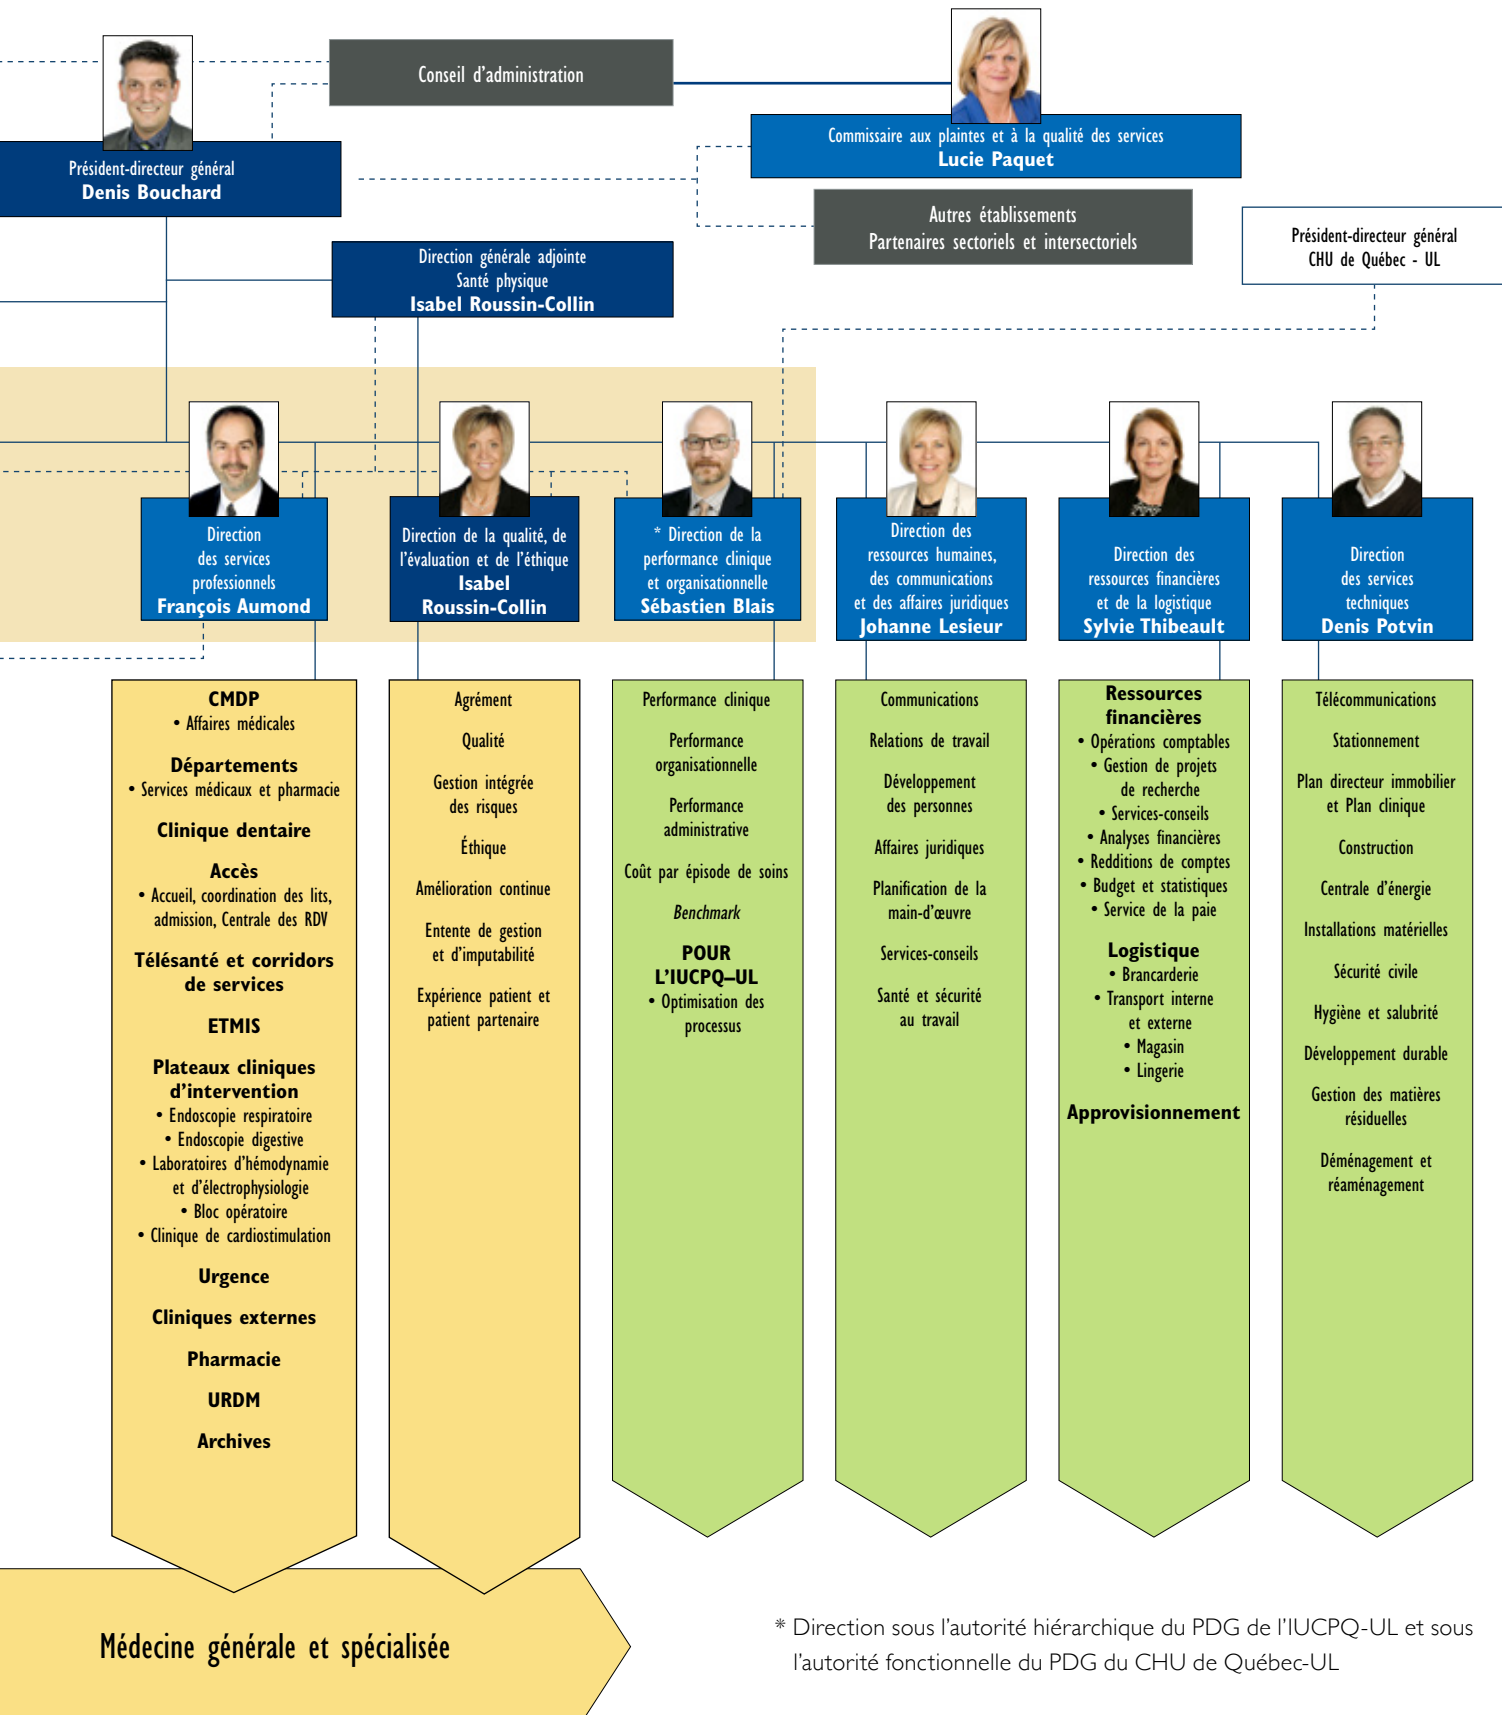 Conseil d'administration
Président-directeur général
Denis Bouchard
Commissaire aux plaintes et à la qualité des services
Lucie Paquet
Autres établissements
Partenaires sectoriels et intersectoriels
Président-directeur général
CHU de Québec - UL
Direction générale adjointe
Santé physique
Isabel Roussin-Collin
Direction
des services
professionnels
François Aumond
Direction de la qualité, de
l'évaluation et de l'éthique
Isabel
Roussin-Collin
* Direction de la
performance clinique
et organisationnelle
Sébastien Blais
Direction des
ressources humaines,
des communications
et des affaires juridiques
Johanne Lesieur
Direction des
ressources financières
et de la logistique
Sylvie Thibeault
Direction
des services
techniques
Denis Potvin
CMDP
• Affaires médicales
Départements
• Services médicaux et pharmacie
Clinique dentaire
Accès
• Accueil, coordination des lits,
admission, Centrale des RDV
Télésanté et corridors
de services
ETMIS
Plateaux cliniques
d'intervention
• Endoscopie respiratoire
• Endoscopie digestive
• Laboratoires d'hémodynamie
et d'électrophysiologie
• Bloc opératoire
• Clinique de cardiostimulation
Urgence
Cliniques externes
Pharmacie
URDM
Archives
Agrément
Qualité
Gestion intégrée
des risques
Éthique
Amélioration continue
Entente de gestion
et d'imputabilité
Expérience patient et
patient partenaire
Performance clinique
Performance
organisationnelle
Performance
administrative
Coût par épisode de soins
Benchmark
POUR
L'IUCPQ–UL
• Optimisation des
processus
Communications
Relations de travail
Développement
des personnes
Affaires juridiques
Planification de la
main-d'œuvre
Services-conseils
Santé et sécurité
au travail
Ressources
financières
• Opérations comptables
• Gestion de projets
de recherche
• Services-conseils
• Analyses financières
• Redditions de comptes
• Budget et statistiques
• Service de la paie
Logistique
• Brancarderie
• Transport interne
et externe
• Magasin
• Lingerie
Approvisionnement
Télécommunications
Stationnement
Plan directeur immobilier
et Plan clinique
Construction
Centrale d'énergie
Installations matérielles
Sécurité civile
Hygiène et salubrité
Développement durable
Gestion des matières
résiduelles
Déménagement et
réaménagement
Médecine générale et spécialisée
* Direction sous l'autorité hiérarchique du PDG de l'IUCPQ-UL et sous
l'autorité fonctionnelle du PDG du CHU de Québec-UL